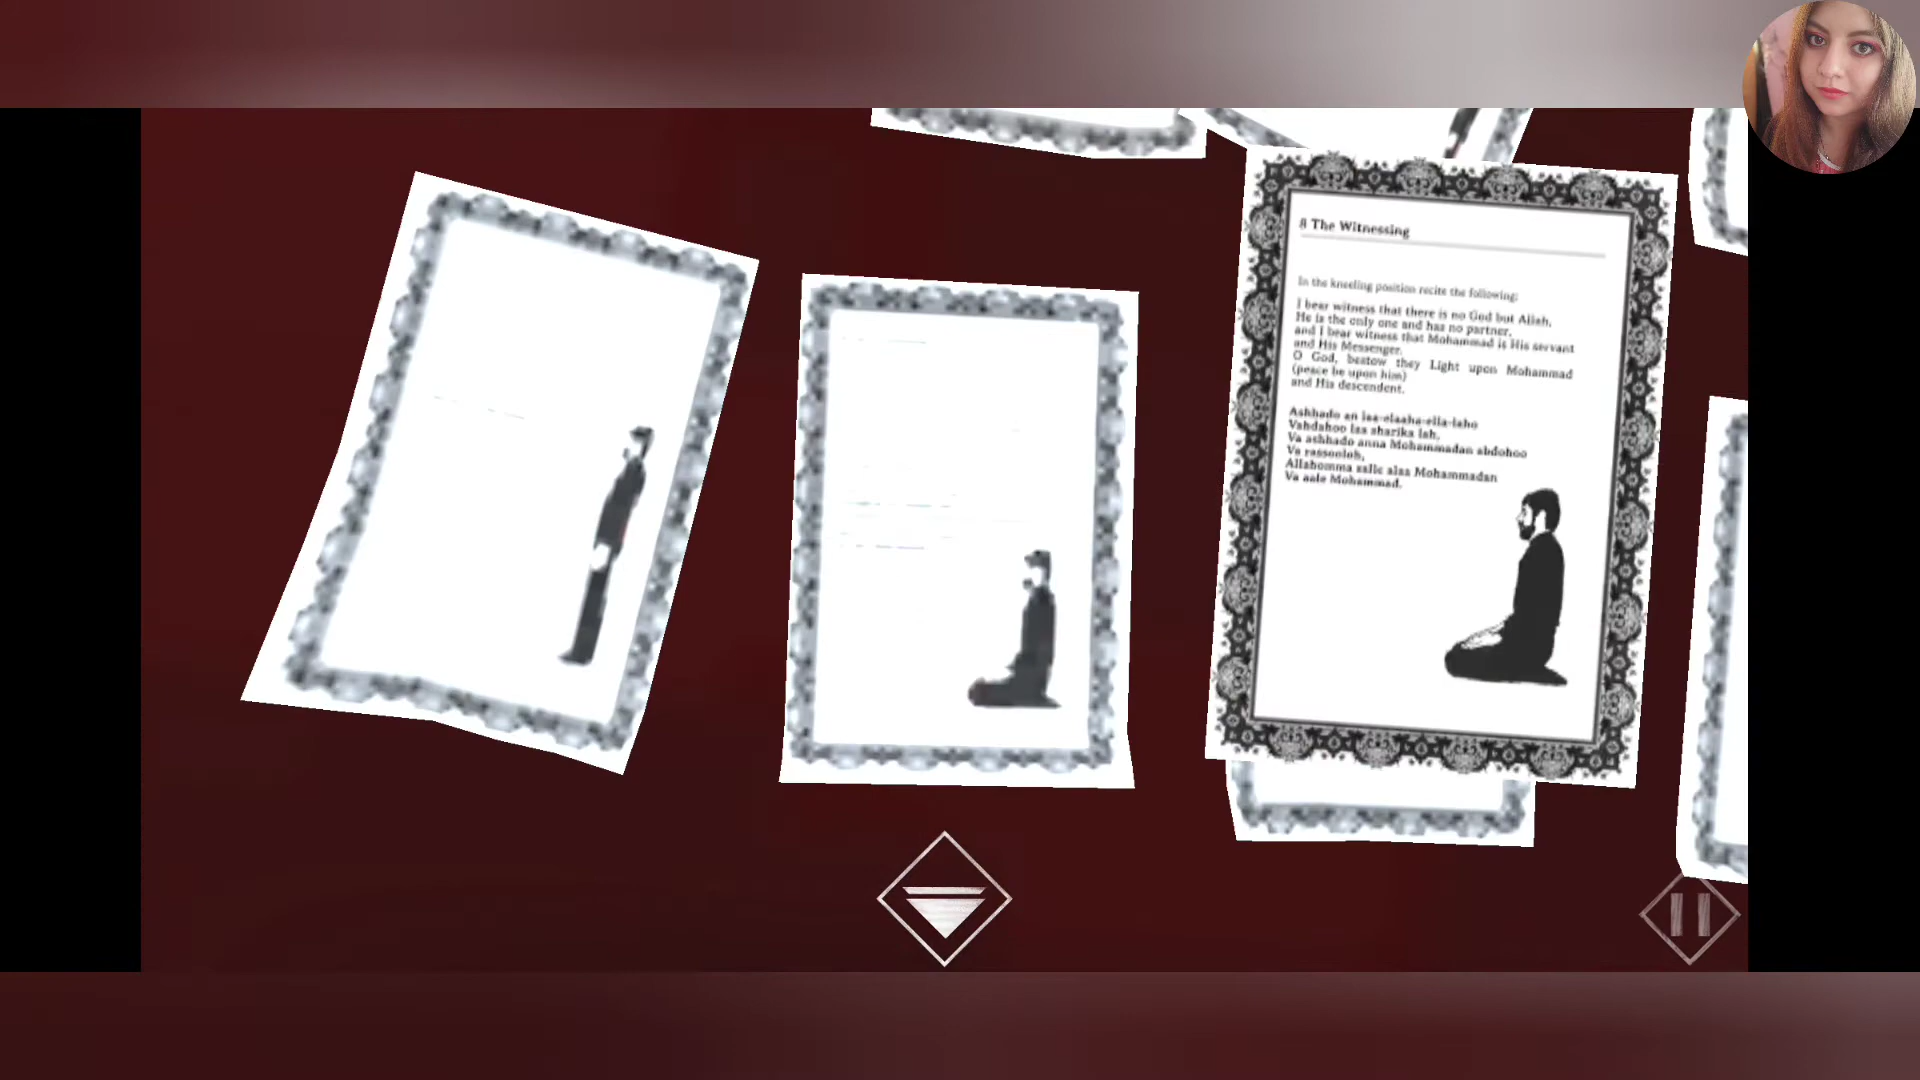 8 The Witnessing
In the kneeling position recite the following:
I bear witness that there is no God but Allah,
He is the only one and has no partner,
and I bear witness that Mohammad is His servant
and His Messenger.
O God, bestow they Light upon Mohammad
(peace be upon him)
and His descendent.
Ashhado an laa-elaaha-ella-laho
Vahdahoo laa sharika lah,
Va ashhado anna Mohammadan abdohoo
Va rassooloh,
Allahomma salle alaa Mohammadan
Va aale Mohammad.